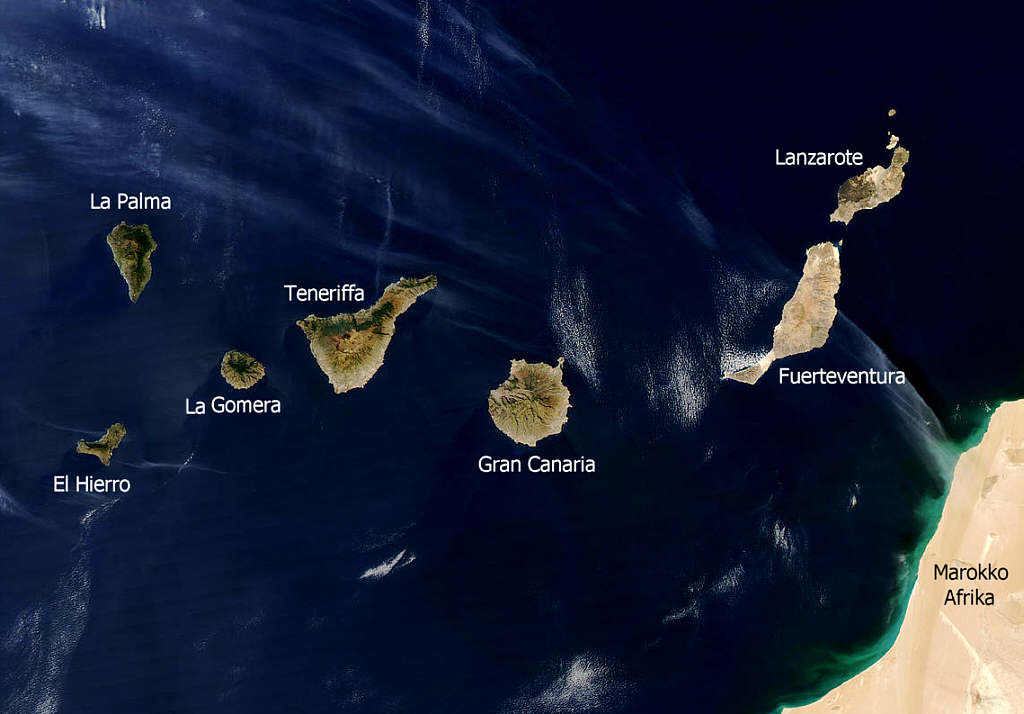 Lanzarote
La Palma
Teneriffa
Fuerteventura
La Gomera
Gran Canaria
El Hierro
Marokko
Afrika